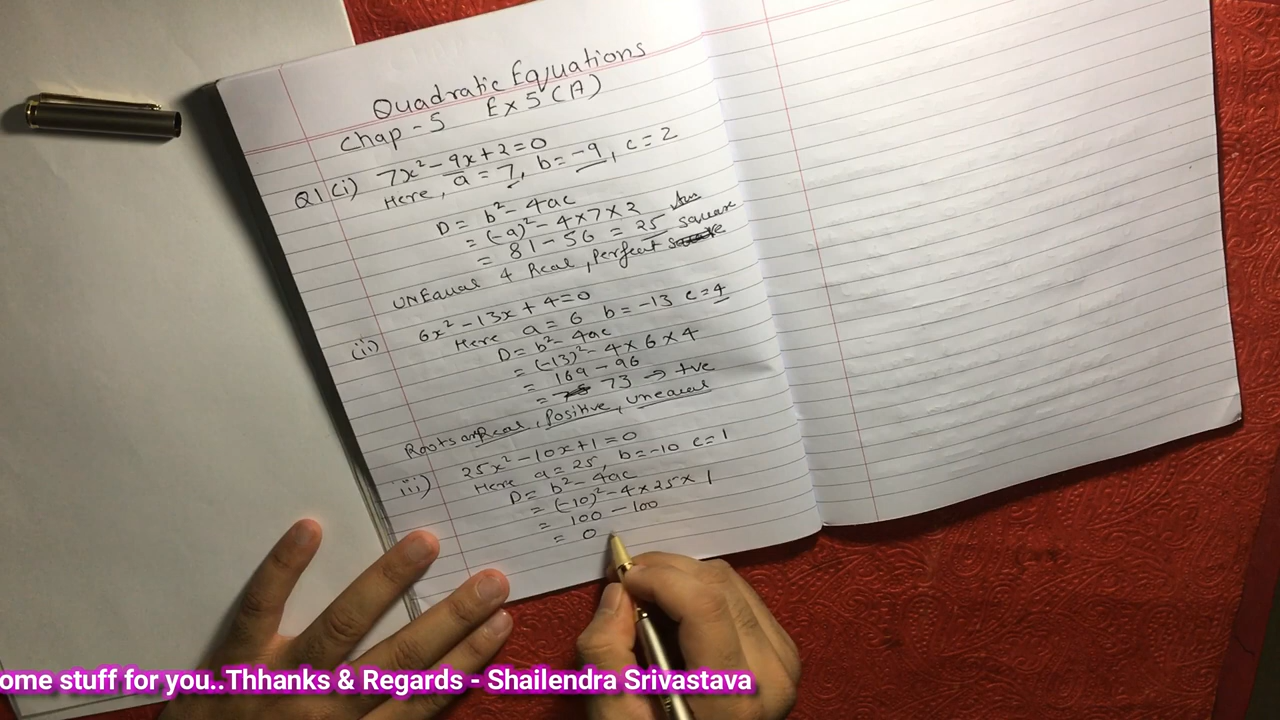 Quadratic Equations
Chap - 5 Ex 5(A)
Q1(i) 7x² - 9x + 2 = 0
Here, a = 7, b = -9, c = 2
D = b² - 4ac
= (-9)² - 4 × 7 × 2
= 81 - 56 = 25 Ans
UNEqual & Real, Perfect square
(ii) 6x² - 13x + 4 = 0
Here a = 6 b = -13 c = 4
D = b² - 4ac
= (-13)² - 4 × 6 × 4
= 169 - 96
= 73 → +ve
Roots are Real, Positive, unequal
iii) 25x² - 10x + 1 = 0
Here a = 25, b = -10 c = 1
D = b² - 4ac
= (-10)² - 4 × 25 × 1
= 100 - 100
= 0
ome stuff for you..Thhanks & Regards - Shailendra Srivastava